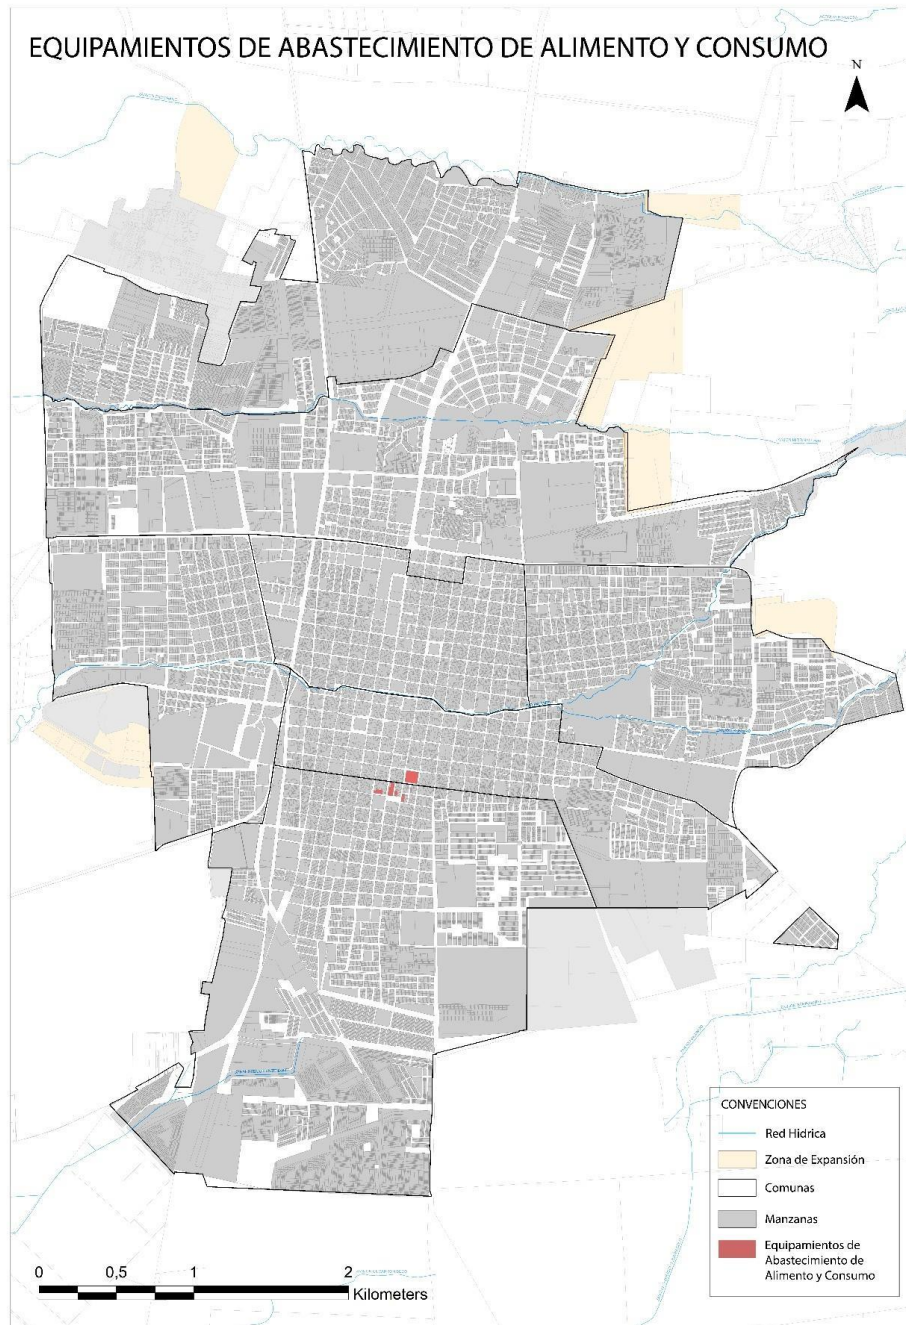 EQUIPAMIENTOS DE ABASTECIMIENTO DE ALIMENTO Y CONSUMO
N
CONVENCIONES
Red Hídrica
Zona de Expansión
Comunas
Manzanas
Equipamientos de
Abastecimiento de
Alimento y Consumo
0 0,5 1 2
Kilometers